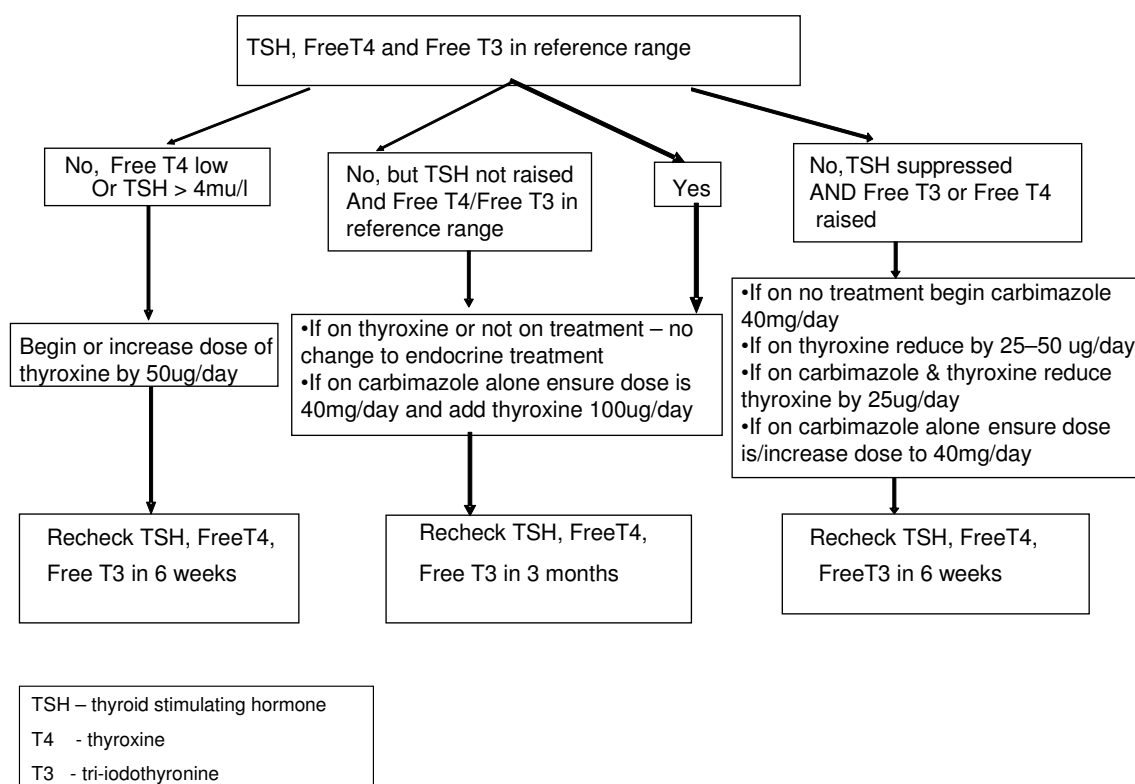 TSH, FreeT4 and Free T3 in reference range
No, Free T4 low
Or TSH > 4mu/l
No, but TSH not raised
And Free T4/Free T3 in
reference range
Yes
No,TSH suppressed
AND Free T3 or Free T4
raised
Begin or increase dose of
thyroxine by 50ug/day
•If on thyroxine or not on treatment – no
change to endocrine treatment
•If on carbimazole alone ensure dose is
40mg/day and add thyroxine 100ug/day
•If on no treatment begin carbimazole
40mg/day
•If on thyroxine reduce by 25–50 ug/day
•If on carbimazole & thyroxine reduce
thyroxine by 25ug/day
•If on carbimazole alone ensure dose
is/increase dose to 40mg/day
Recheck TSH, FreeT4,
Free T3 in 6 weeks
Recheck TSH, FreeT4,
Free T3 in 3 months
Recheck TSH, FreeT4,
FreeT3 in 6 weeks
TSH – thyroid stimulating hormone
T4 - thyroxine
T3 - tri-iodothyronine